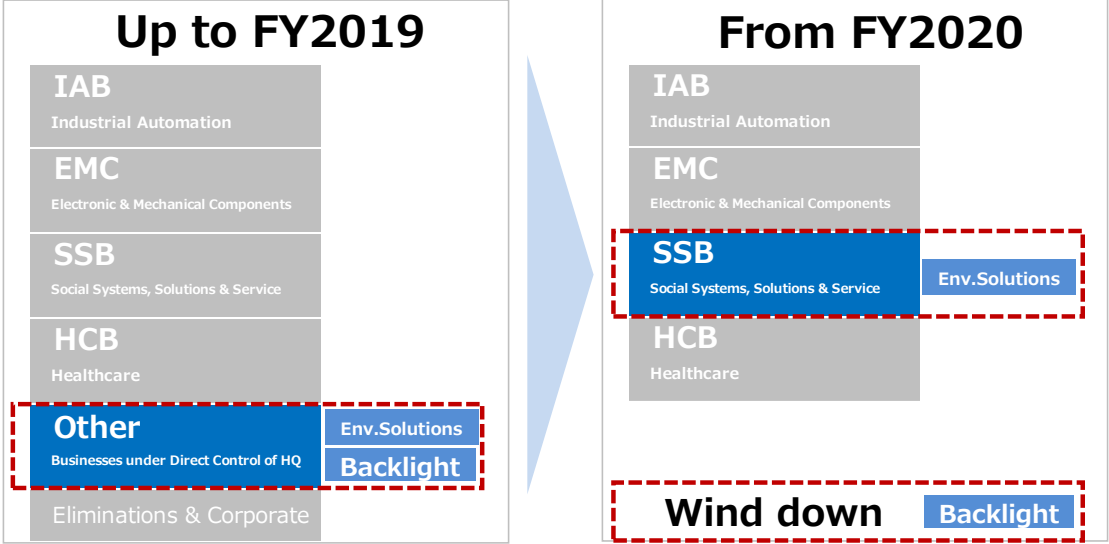 Up to FY2019
IAB
Industrial Automation
EMC
Electronic & Mechanical Components
SSB
Social Systems, Solutions & Service
HCB
Healthcare
Other
Businesses under Direct Control of HQ
Env.Solutions
Backlight
Eliminations & Corporate
From FY2020
IAB
Industrial Automation
EMC
Electronic & Mechanical Components
SSB
Social Systems, Solutions & Service
Env.Solutions
HCB
Healthcare
Wind down
Backlight